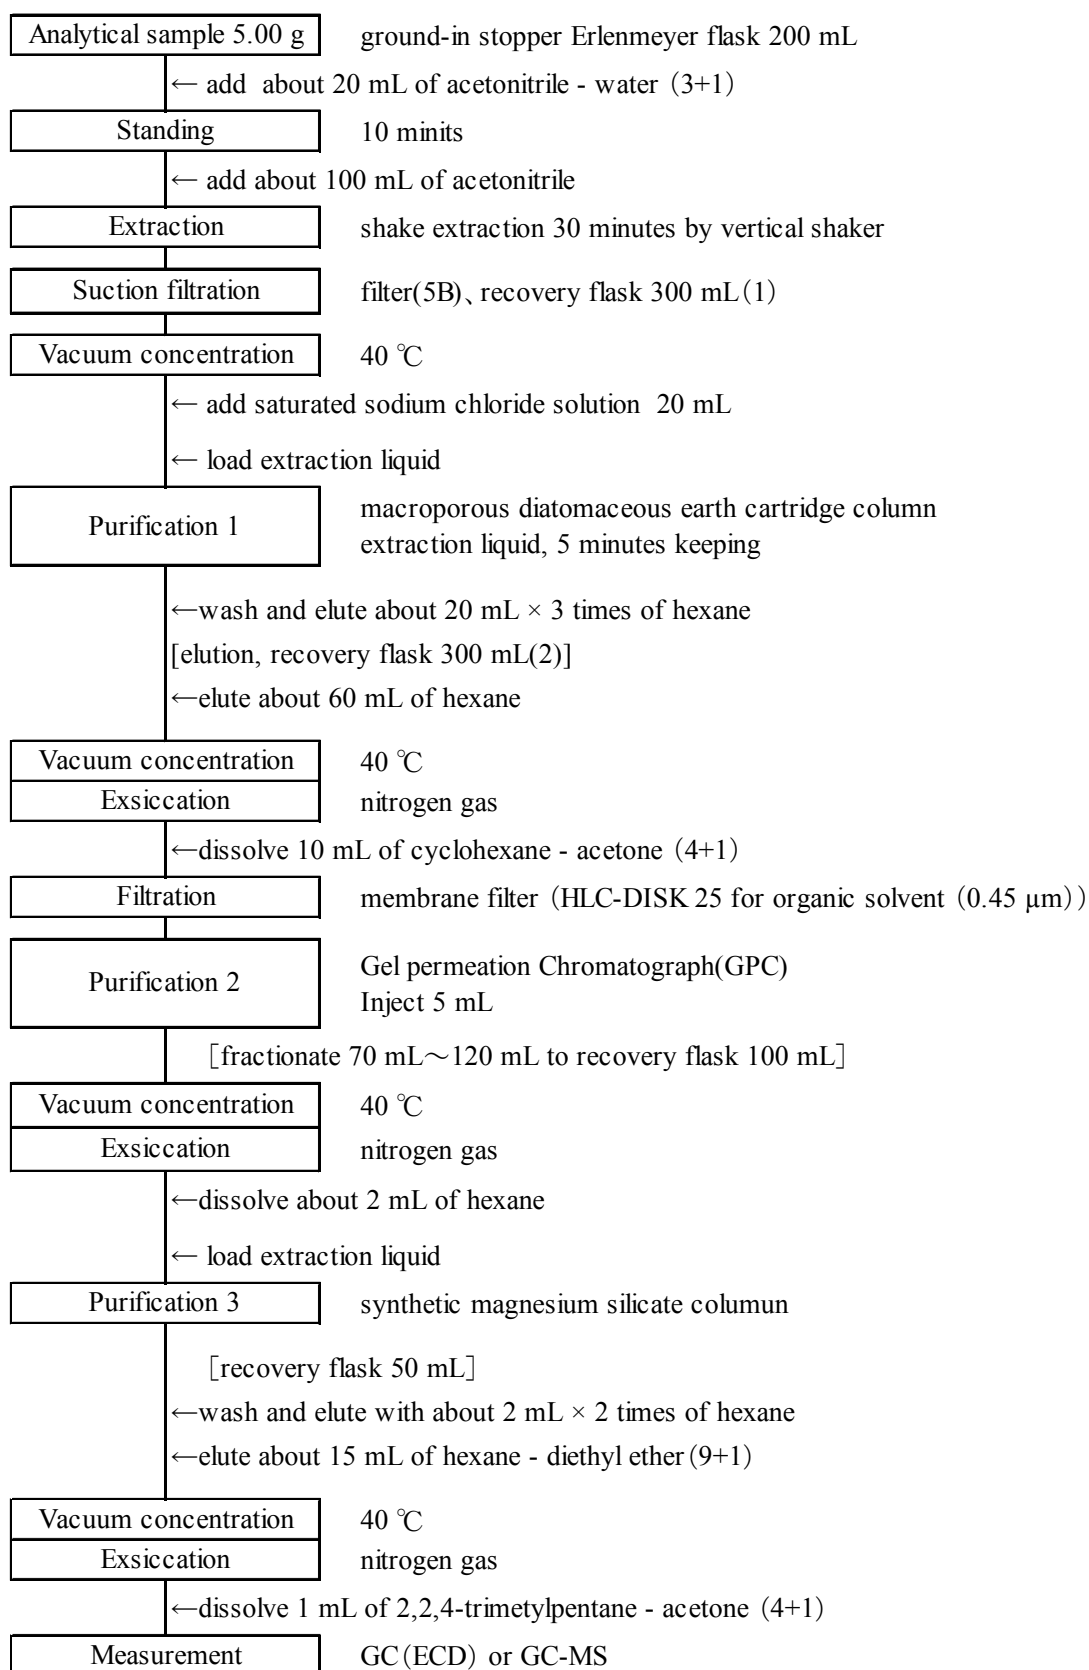 Analytical sample 5.00 g ground-in stopper Erlenmeyer flask 200 mL
← add about 20 mL of acetonitrile - water (3+1)
Standing 10 minits
← add about 100 mL of acetonitrile
Extraction shake extraction 30 minutes by vertical shaker
Suction filtration filter(5B)、recovery flask 300 mL(1)
Vacuum concentration 40 ℃
← add saturated sodium chloride solution 20 mL
← load extraction liquid
Purification 1 macroporous diatomaceous earth cartridge column
extraction liquid, 5 minutes keeping
←wash and elute about 20 mL × 3 times of hexane
[elution, recovery flask 300 mL(2)]
←elute about 60 mL of hexane
Vacuum concentration 40 ℃
Exsiccation nitrogen gas
←dissolve 10 mL of cyclohexane - acetone (4+1)
Filtration membrane filter (HLC-DISK 25 for organic solvent (0.45 µm))
Purification 2 Gel permeation Chromatograph(GPC)
Inject 5 mL
[fractionate 70 mL～120 mL to recovery flask 100 mL]
Vacuum concentration 40 ℃
Exsiccation nitrogen gas
←dissolve about 2 mL of hexane
← load extraction liquid
Purification 3 synthetic magnesium silicate columun
[recovery flask 50 mL]
←wash and elute with about 2 mL × 2 times of hexane
←elute about 15 mL of hexane - diethyl ether(9+1)
Vacuum concentration 40 ℃
Exsiccation nitrogen gas
←dissolve 1 mL of 2,2,4-trimetylpentane - acetone (4+1)
Measurement GC(ECD) or GC-MS